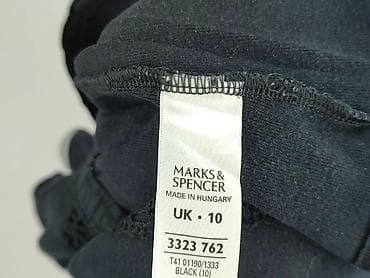 MARKS &
SPENCER
MADE IN HUNGARY
UK • 10
3323 762
T41 01190/1333
BLACK (10)